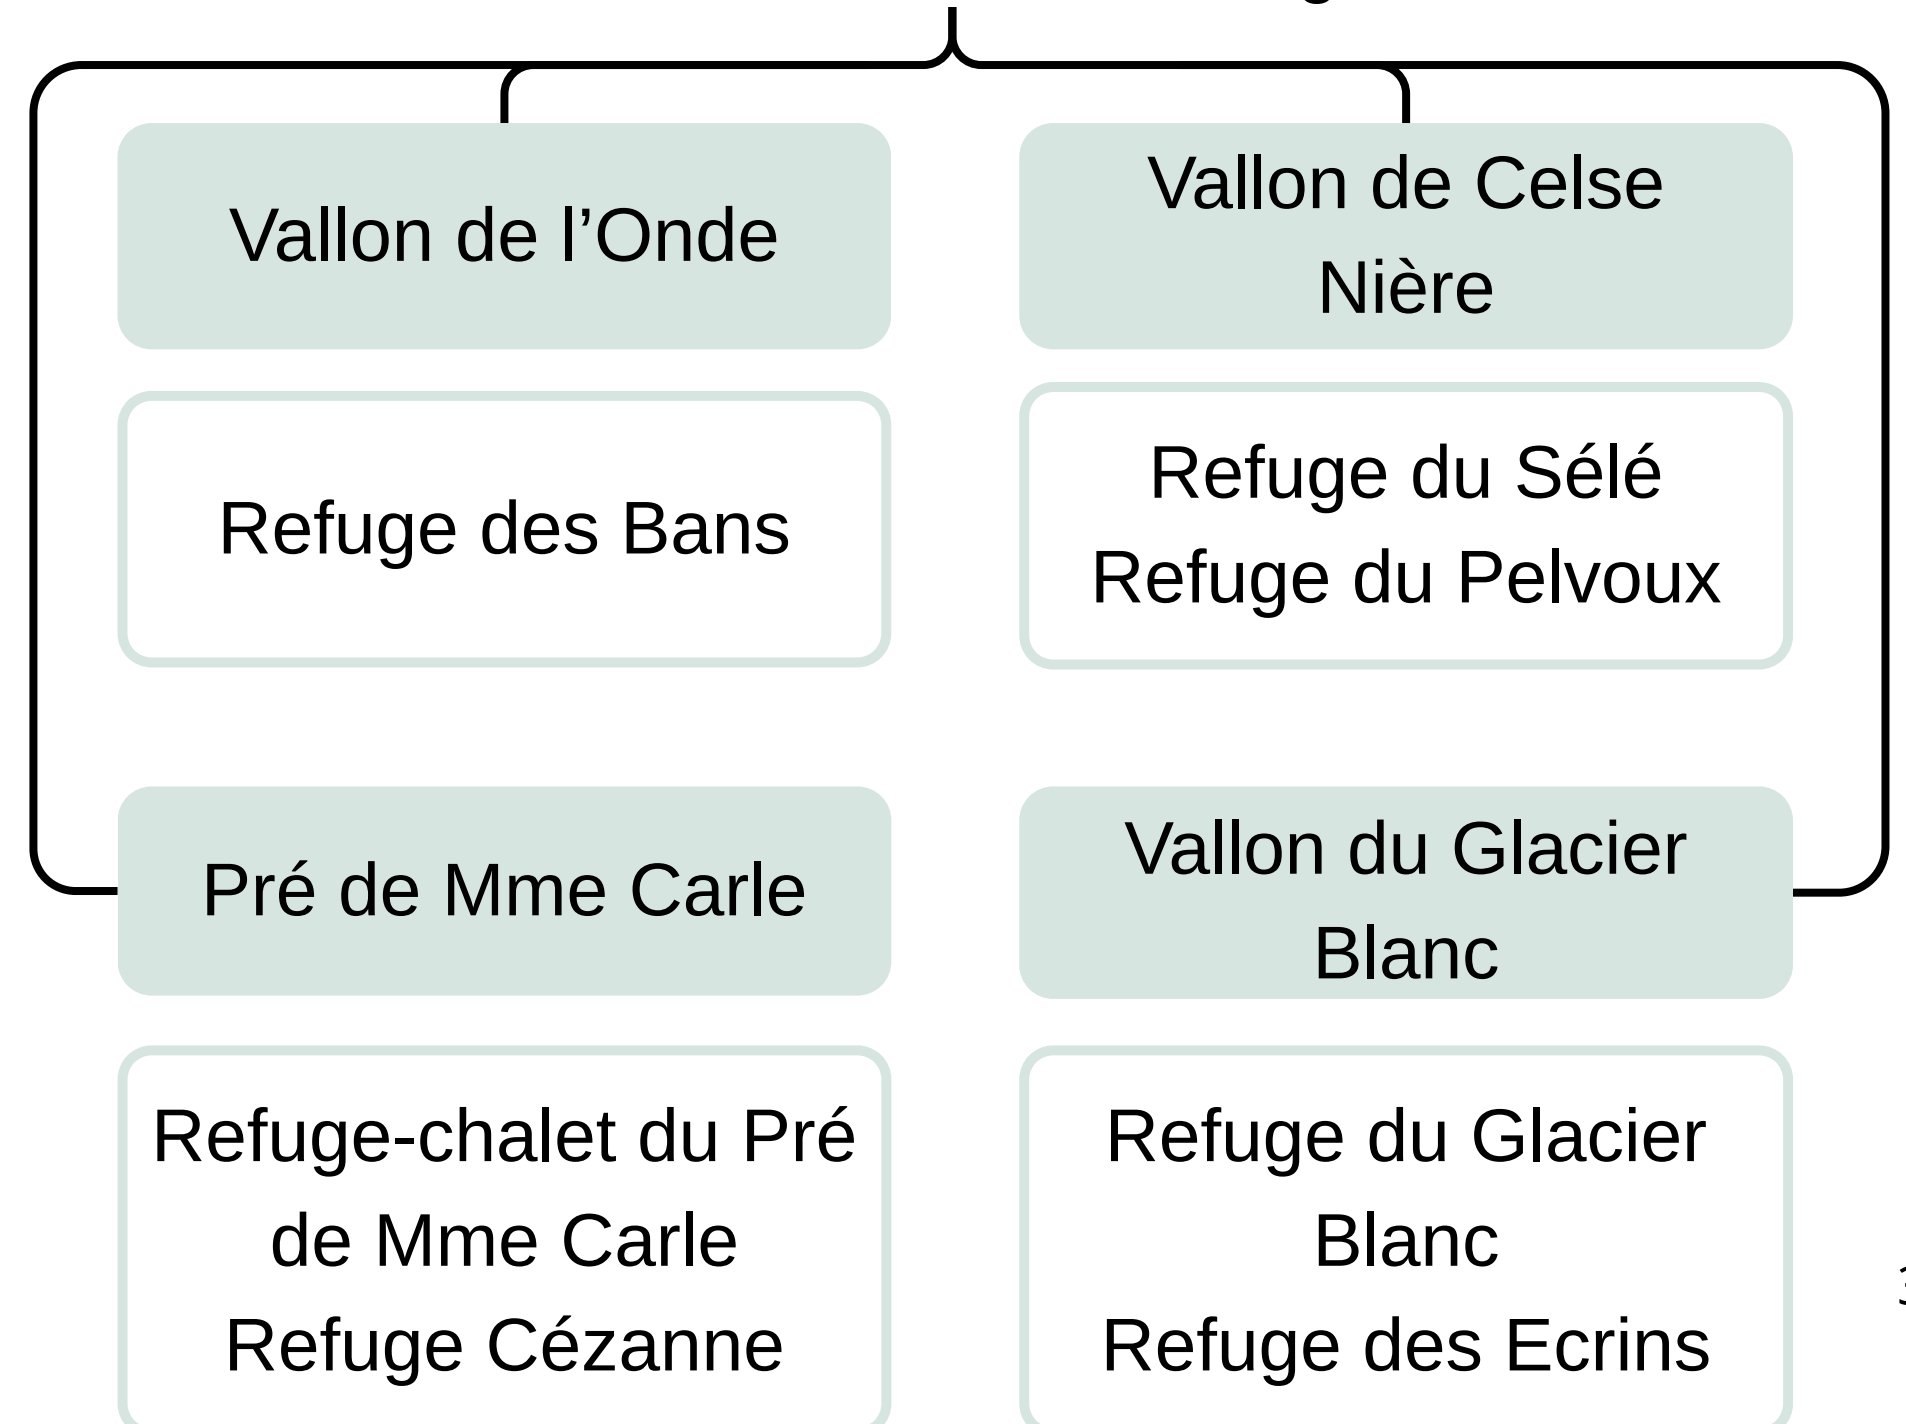 Vallon de l’Onde
Vallon de Celse
Nière
Refuge des Bans
Refuge du Sélé
Refuge du Pelvoux
Pré de Mme Carle
Vallon du Glacier
Blanc
Refuge-chalet du Pré
de Mme Carle
Refuge Cézanne
Refuge du Glacier
Blanc
Refuge des Ecrins